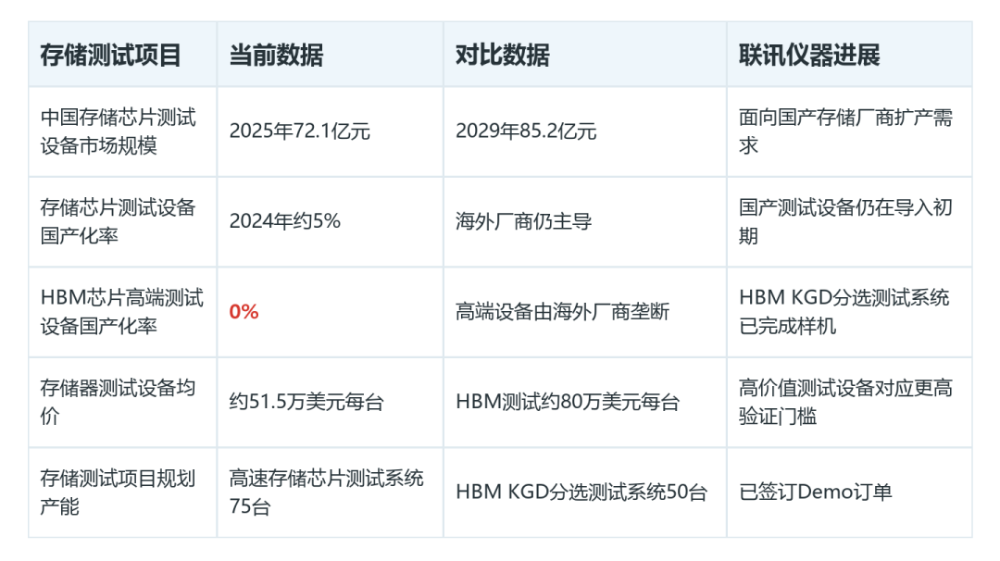 存储测试项目
当前数据
对比数据
联讯仪器进展
中国存储芯片测试
设备市场规模
2025年72.1亿元
2029年85.2亿元
面向国产存储厂商扩产需
求
存储芯片测试设备
国产化率
2024年约5%
海外厂商仍主导
国产测试设备仍在导入初
期
HBM芯片高端测试
设备国产化率
0%
高端设备由海外厂商垄断
HBM KGD分选测试系统
已完成样机
存储器测试设备均
价
约51.5万美元每台
HBM测试约80万美元每台
高价值测试设备对应更高
验证门槛
存储测试项目规划
产能
高速存储芯片测试系统
75台
HBM KGD分选测试系统50台
已签订Demo订单